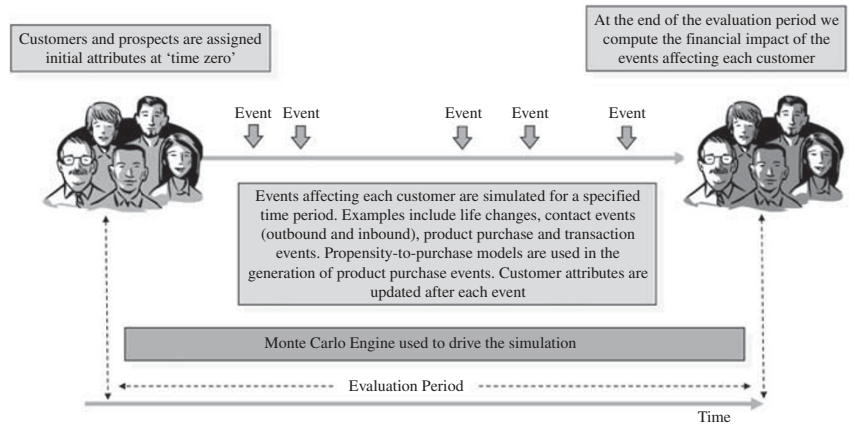 Customers and prospects are assigned
initial attributes at ‘time zero’
At the end of the evaluation period we
compute the financial impact of the
events affecting each customer
Event Event Event Event Event
Events affecting each customer are simulated for a specified
time period. Examples include life changes, contact events
(outbound and inbound), product purchase and transaction
events. Propensity-to-purchase models are used in the
generation of product purchase events. Customer attributes are
updated after each event
Monte Carlo Engine used to drive the simulation
Evaluation Period
Time